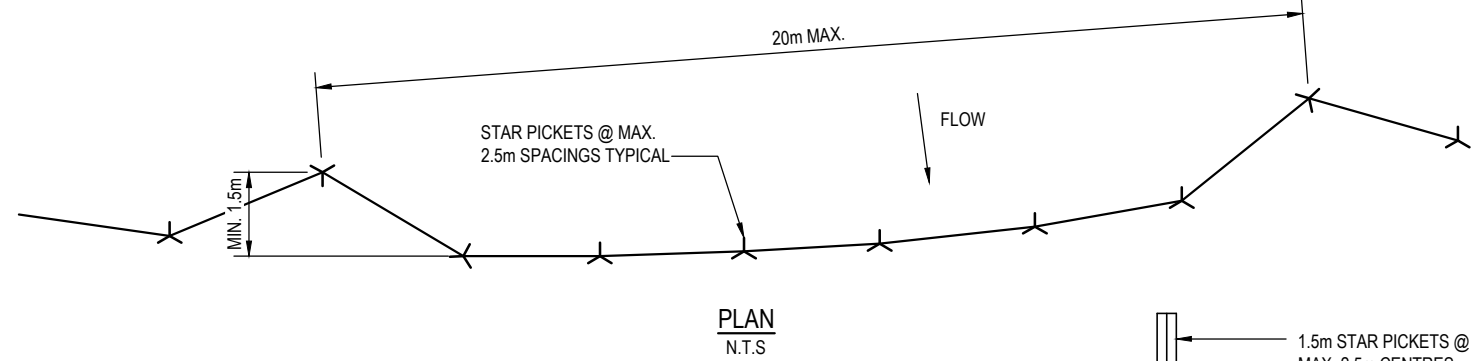 20m MAX.
STAR PICKETS @ MAX.
2.5m SPACINGS TYPICAL
FLOW
MIN. 1.5m
PLAN
N.T.S
1.5m STAR PICKETS @